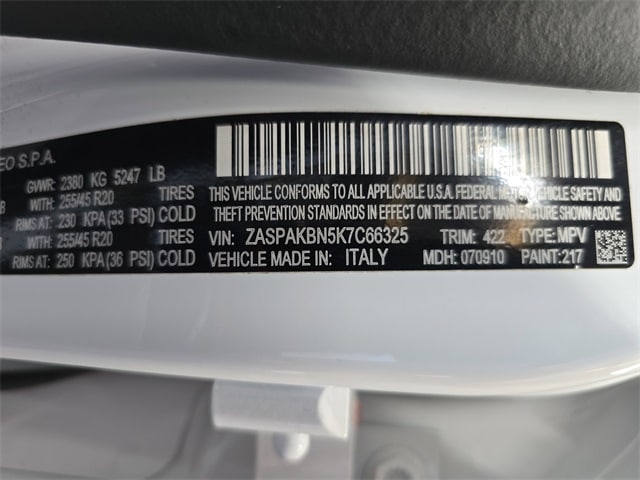 EO S.P.A.
GVWR: 2380 KG 5247 LB
255/45 R20 TIRES
RIMS AT: 230 KPA(33 PSI) COLD
255/45 R20 TIRES
RIMS AT: 250 KPA(36 PSI) COLD
THIS VEHICLE CONFORMS TO ALL APPLICABLE U.S.A. FEDERAL MOTOR VEHICLE SAFETY AND
THEFT PREVENTION STANDARDS IN EFFECT ON THE DATE OF MANUFACTURE SHOWN ABOVE
VIN: ZASPAKBN5K7C66325 TRIM: 422 TYPE: MPV
VEHICLE MADE IN: ITALY MDH: 070910 PAINT: 217